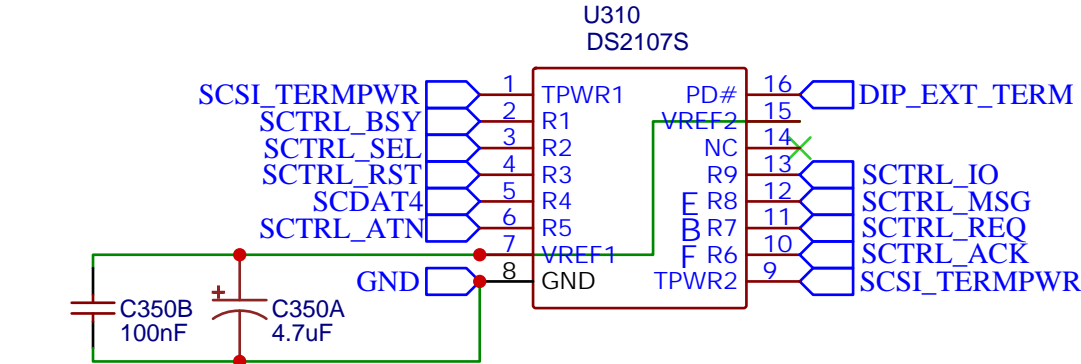 U310
DS2107S
SCSI_TERMPWR 1 TPWR1 PD# 16 DIP_EXT_TERM
SCTRL_BSY 2 R1 VREF2 15
SCTRL_SEL 3 R2 NC 14
SCTRL_RST 4 R3 R9 13 SCTRL_IO
SCDAT4 5 R4 E R8 12 SCTRL_MSG
SCTRL_ATN 6 R5 B R7 11 SCTRL_REQ
7 VREF1 F R6 10 SCTRL_ACK
GND 8 GND TPWR2 9 SCSI_TERMPWR
+
C350B C350A
100nF 4.7uF